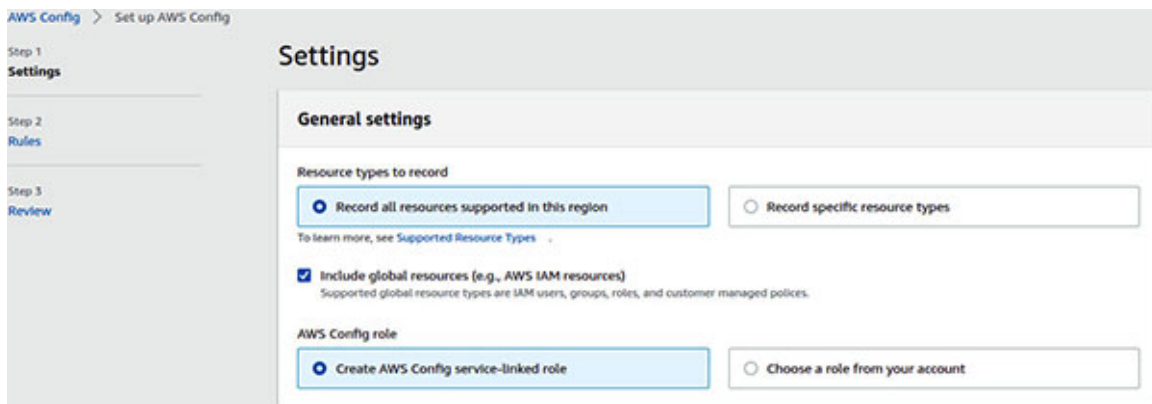 AWS Config > Set up AWS Config
Step 1
Settings
Step 2
Rules
Step 3
Review
Settings
General settings
Resource types to record
Record all resources supported in this region
Record specific resource types
To learn more, see Supported Resource Types .
Include global resources (e.g., AWS IAM resources)
Supported global resource types are IAM users, groups, roles, and customer managed polices.
AWS Config role
Create AWS Config service-linked role
Choose a role from your account